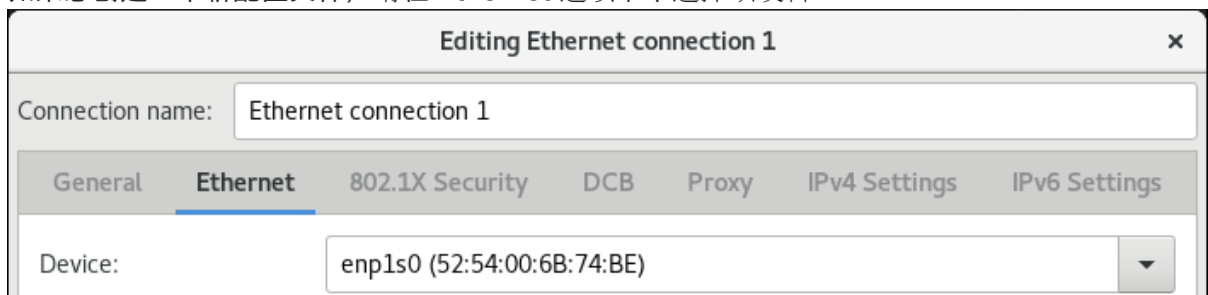 Editing Ethernet connection 1
Connection name: Ethernet connection 1
General Ethernet 802.1X Security DCB Proxy IPv4 Settings IPv6 Settings
Device: enp1s0 (52:54:00:6B:74:BE)